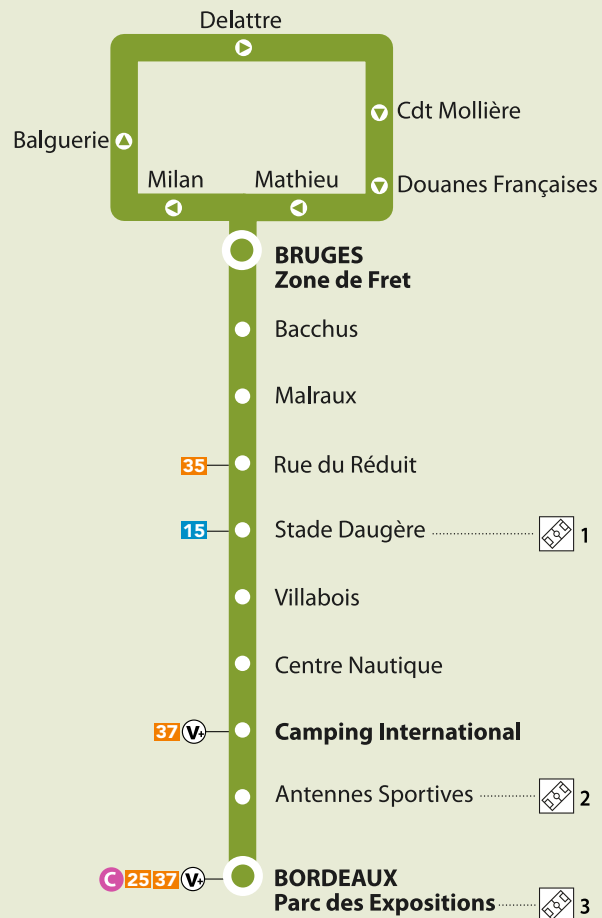 Delattre
Cdt Mollière
Balguerie
Milan
Mathieu
Douanes Françaises
BRUGES
Zone de Fret
Bacchus
Malraux
35 Rue du Réduit
15 Stade Daugère 1
Villabois
Centre Nautique
37 V+ Camping International
Antennes Sportives 2
C 25 37 V+ BORDEAUX
Parc des Expositions 3